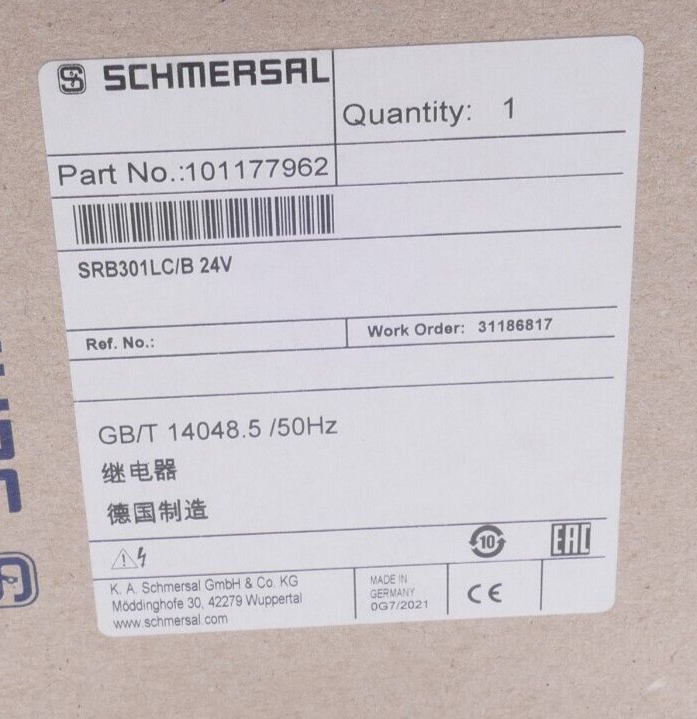 SCHMERSAL
Quantity: 1
Part No.:101177962
SRB301LC/B 24V
Ref. No.:
Work Order: 31186817
GB/T 14048.5 /50Hz
继电器
德国制造
10
EAC
K. A. Schmersal GmbH & Co. KG
Möddinghofe 30, 42279 Wuppertal
www.schmersal.com
MADE IN
GERMANY
0G7/2021
CE